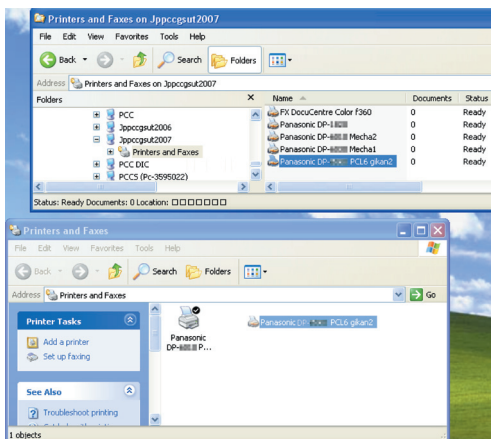 Printers and Faxes on Jppccgsut2007
File Edit View Favorites Tools Help
Back Search Folders
Address Printers and Faxes on Jppccgsut2007
Folders Name Documents Status
PCC
Jppccgsut2006
Jppccgsut2007
Printers and Faxes
PCC DIC
PCCS (Pc-3595022)
FX DocuCentre Color f360 0 Ready
Panasonic DP- 0 Ready
Panasonic DP- Mecha2 0 Ready
Panasonic DP- Mecha1 0 Ready
Panasonic DP- PCL6 gikan2 0 Ready
Status: Ready Documents: 0 Location: □□□□□□□
Printers and Faxes
File Edit View Favorites Tools Help
Back Search Folders
Address Printers and Faxes Go
Printer Tasks
Add a printer
Set up faxing
See Also
Troubleshoot printing
Panasonic
DP- P...
Panasonic DP- PCL6 gikan2
1 objects